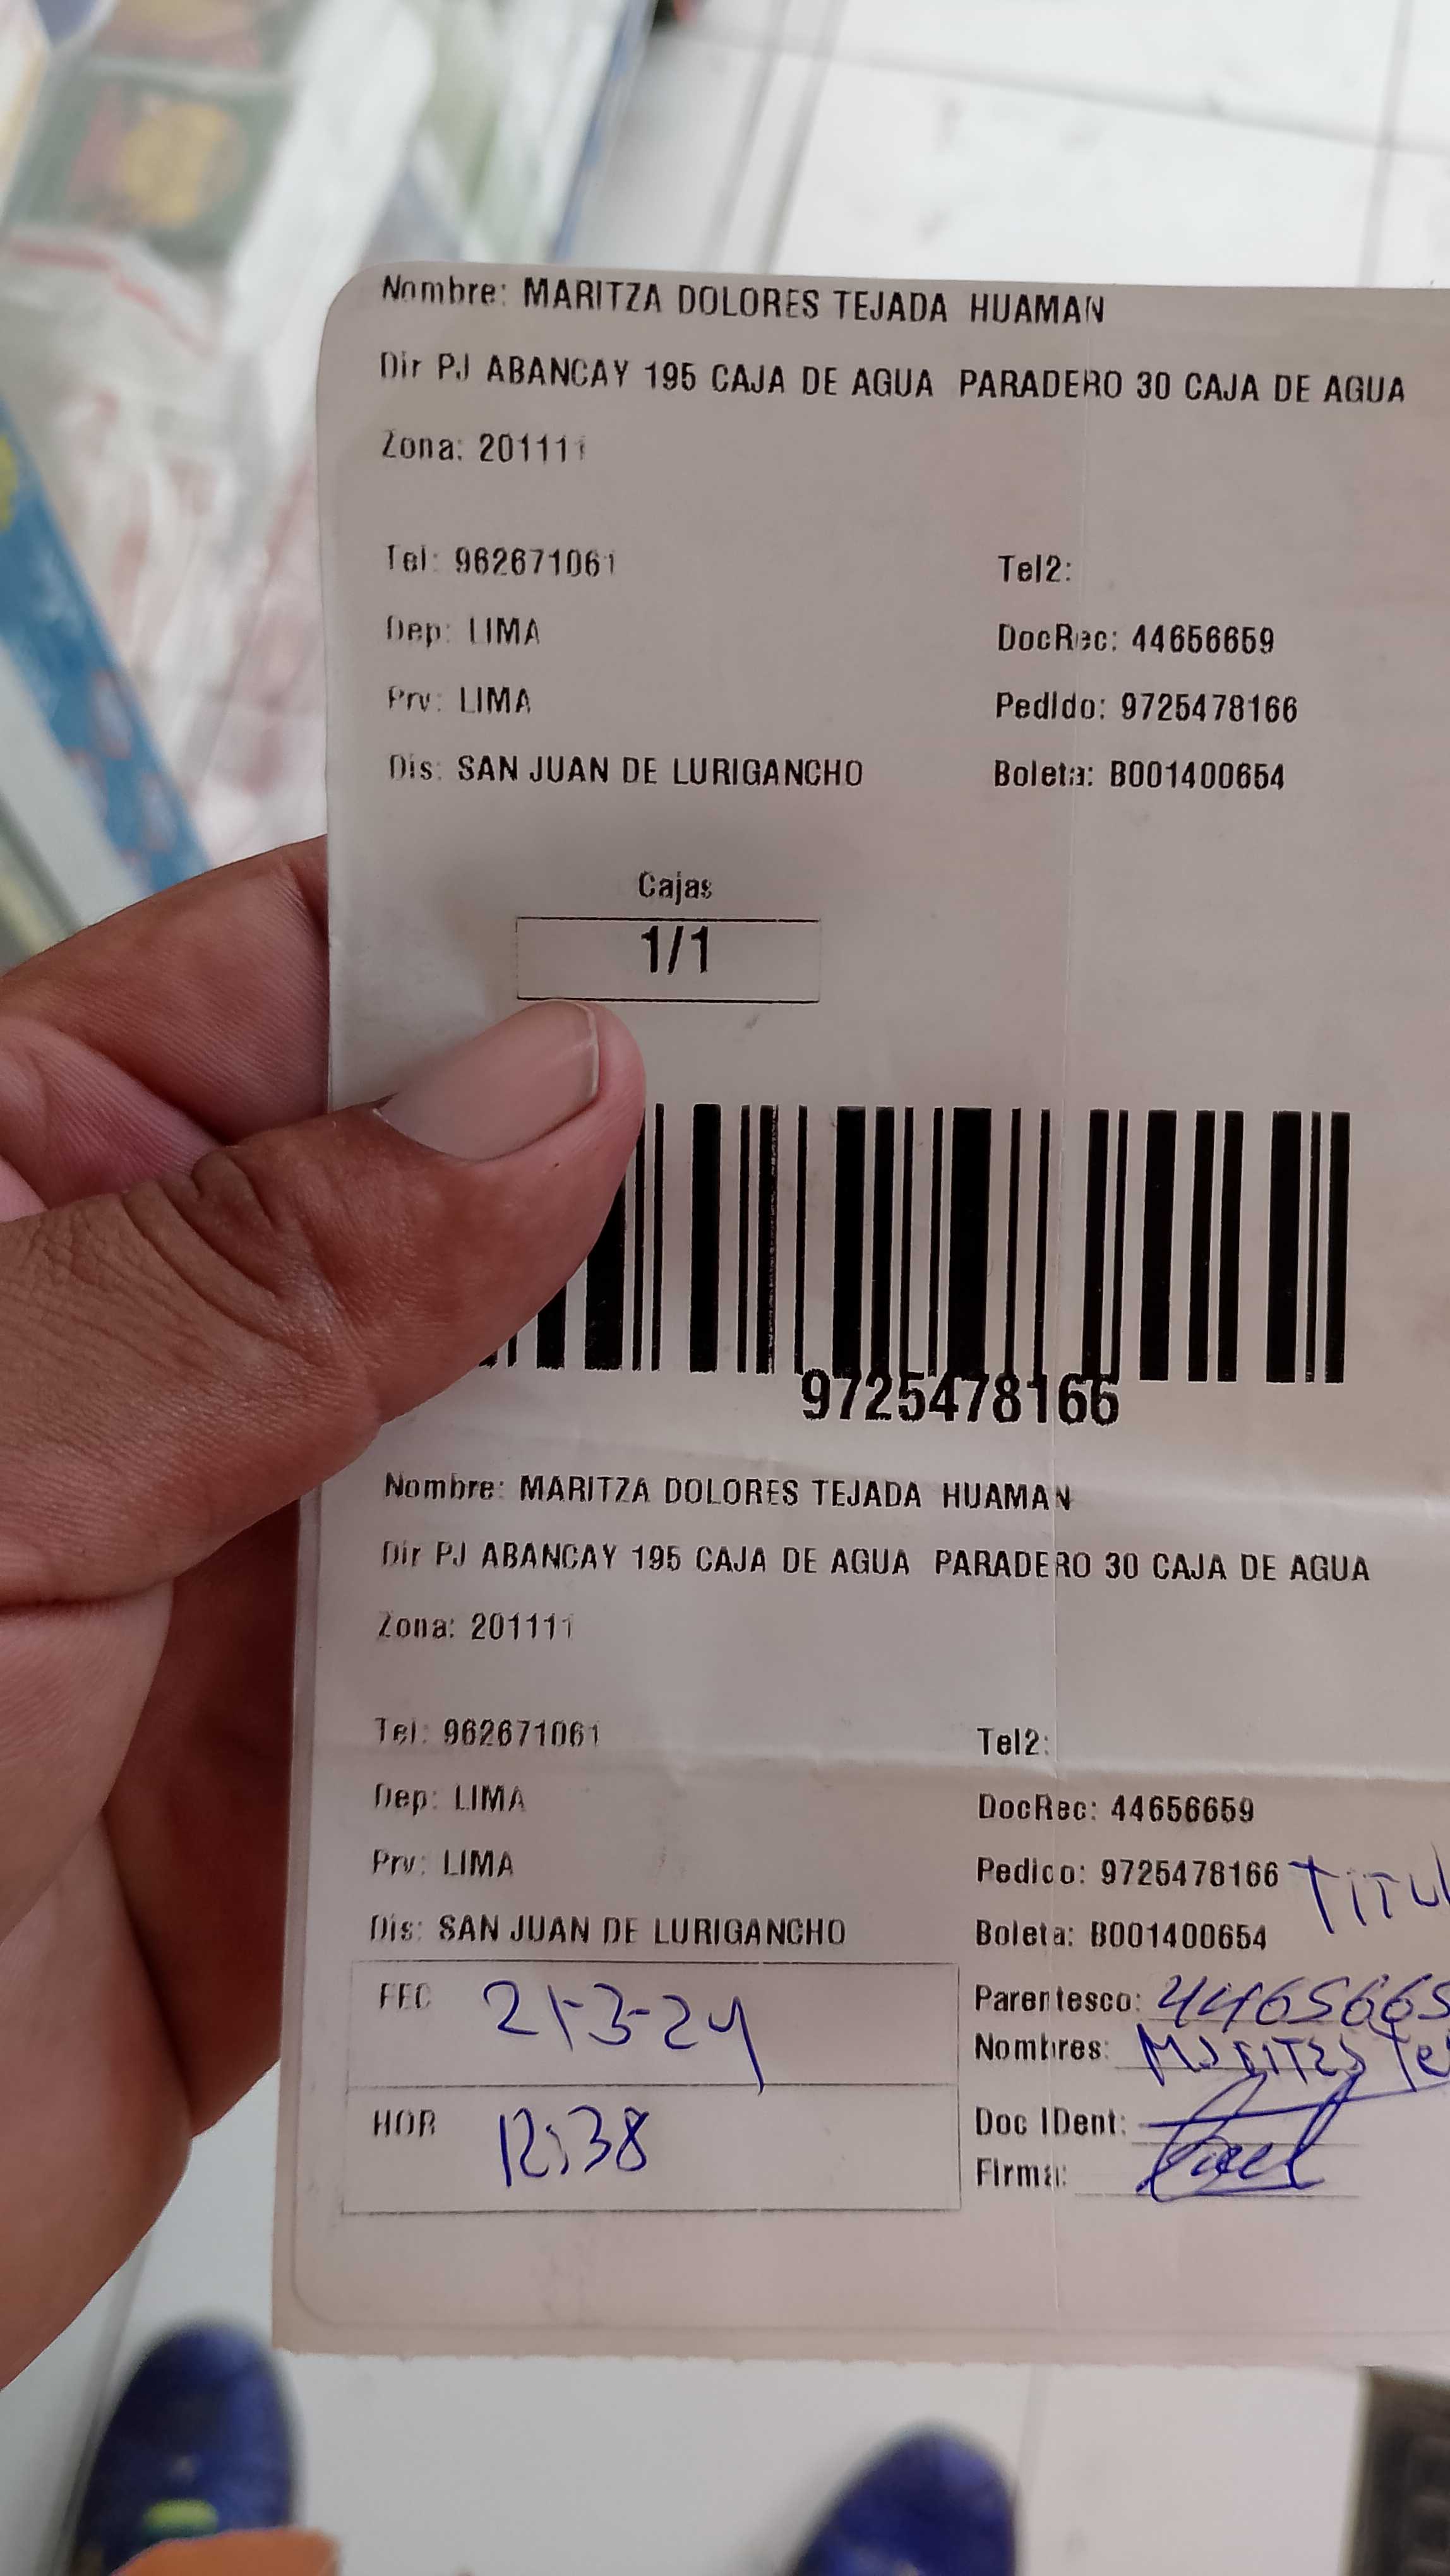 Nombre: MARITZA DOLORES TEJADA HUAMAN
Dir PJ ABANCAY 195 CAJA DE AGUA PARADERO 30 CAJA DE AGUA
Zona: 201111
Tel: 962671061 Tel2:
Dep: LIMA DocRec: 44656659
Prv: LIMA Pedido: 9725478166
Dis: SAN JUAN DE LURIGANCHO Boleta: B001400654
Cajas
1/1
9725478166
Nombre: MARITZA DOLORES TEJADA HUAMAN
Dir PJ ABANCAY 195 CAJA DE AGUA PARADERO 30 CAJA DE AGUA
Zona: 201111
Tel: 962671061 Tel2:
Dep: LIMA DocRec: 44656659
Prv: LIMA Pedido: 9725478166 TITUL
Dis: SAN JUAN DE LURIGANCHO Boleta: B001400654
FEC 21-3-24 Parentesco: 4465665
HOR 12:38 Nombres: MARITZA Te
Doc IDent:
Firma: